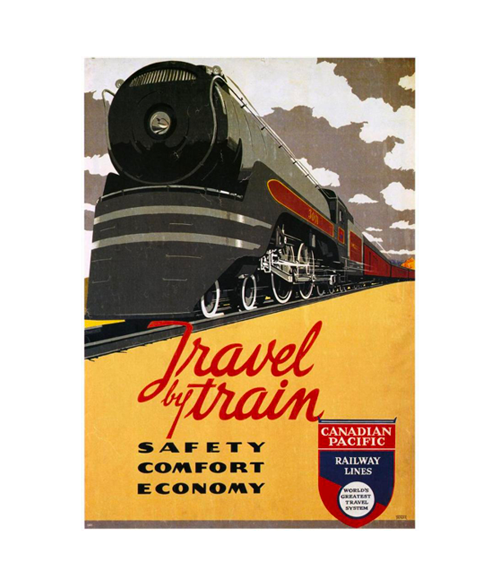 Travel
by train
SAFETY
COMFORT
ECONOMY
CANADIAN
PACIFIC
RAILWAY
LINES
WORLD'S
GREATEST
TRAVEL
SYSTEM